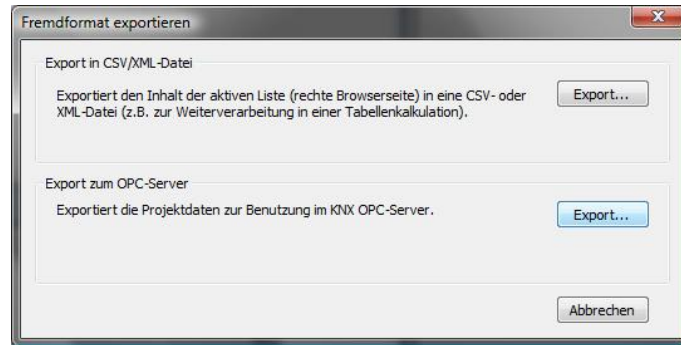 Fremdformat exportieren
Export in CSV/XML-Datei
Exportiert den Inhalt der aktiven Liste (rechte Browserseite) in eine CSV- oder
XML-Datei (z.B. zur Weiterverarbeitung in einer Tabellenkalkulation).
Export...
Export zum OPC-Server
Exportiert die Projektdaten zur Benutzung im KNX OPC-Server.
Export...
Abbrechen